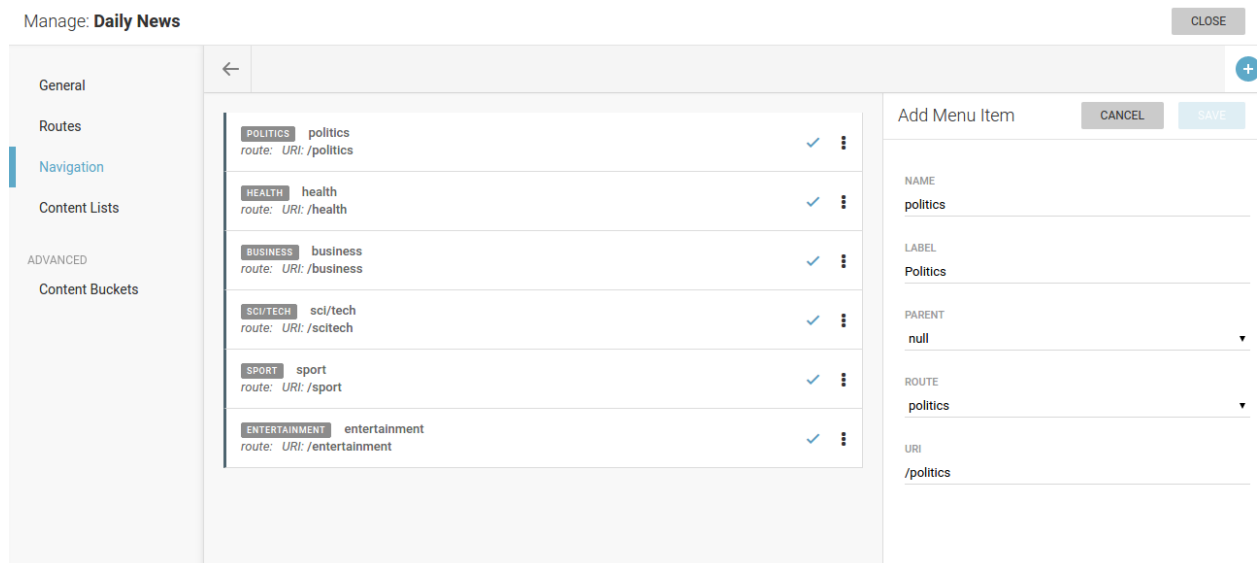 Manage: Daily News
CLOSE
General
Routes
Navigation
Content Lists
ADVANCED
Content Buckets
POLITICS politics
route: URI: /politics
HEALTH health
route: URI: /health
BUSINESS business
route: URI: /business
SCI/TECH sci/tech
route: URI: /scitech
SPORT sport
route: URI: /sport
ENTERTAINMENT entertainment
route: URI: /entertainment
Add Menu Item
CANCEL
SAVE
NAME
politics
LABEL
Politics
PARENT
null
ROUTE
politics
URI
/politics